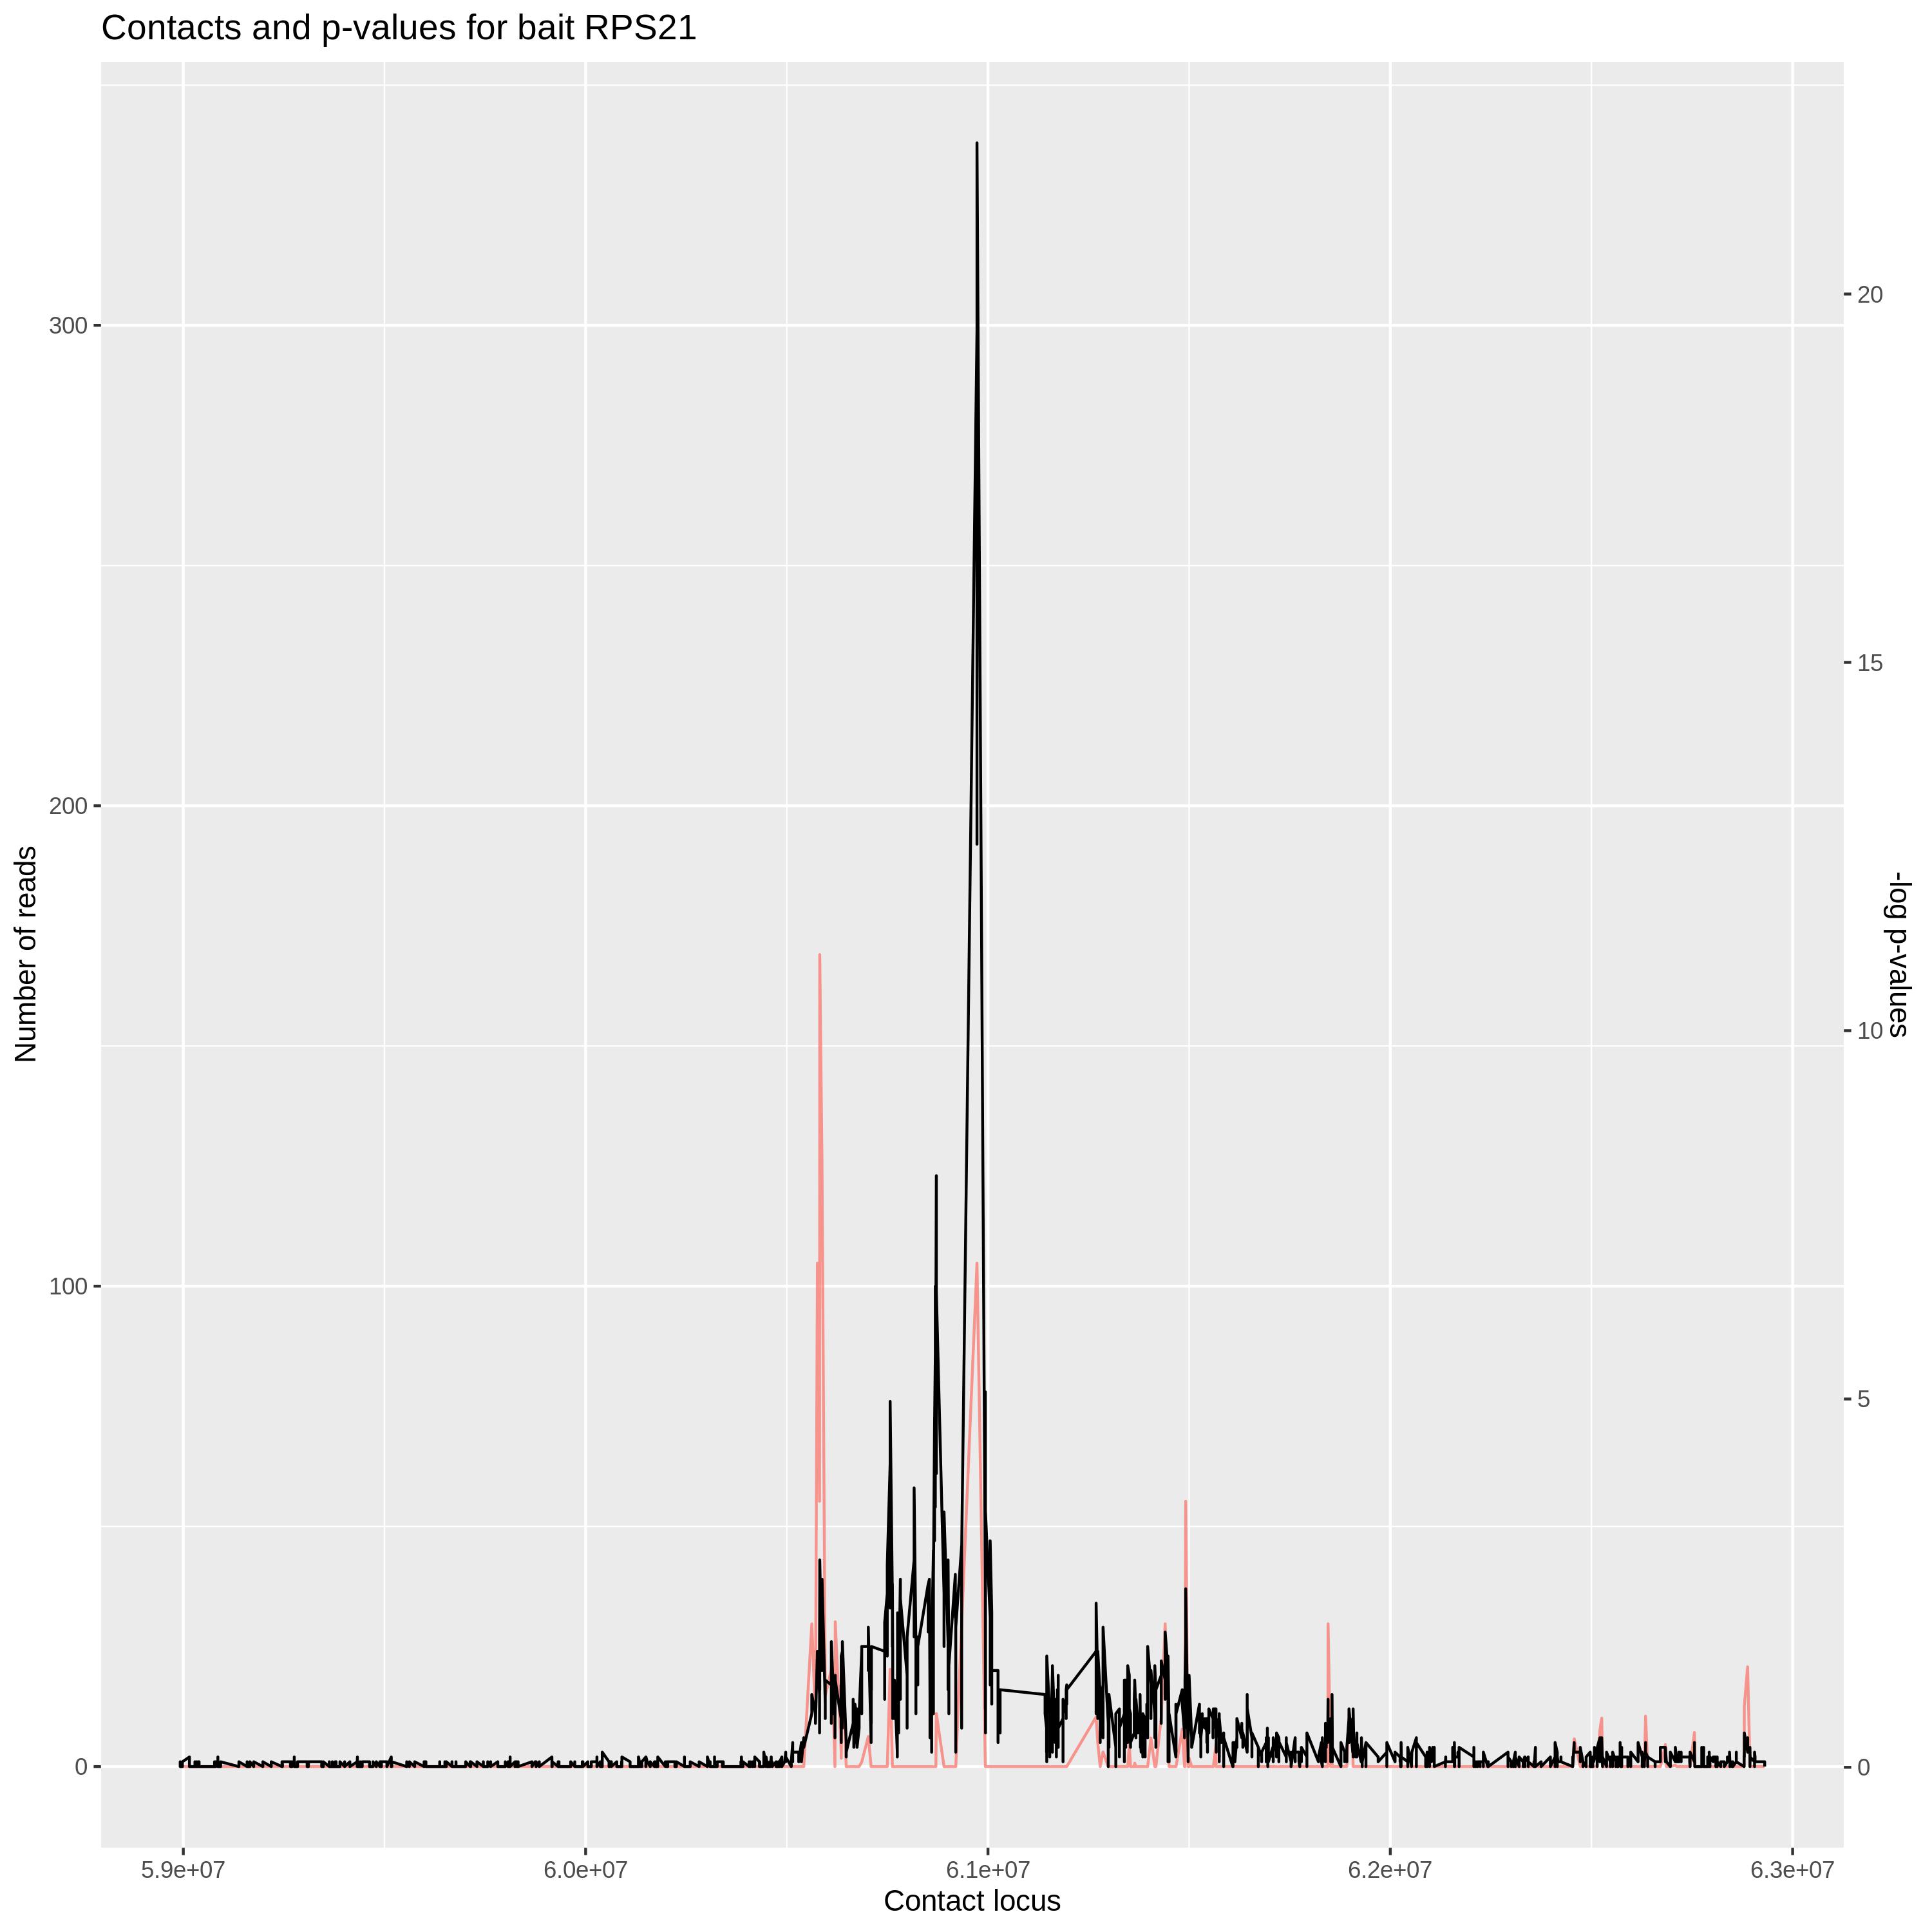 Contacts and p-values for bait RPS21
300
200
100
0
Number of reads
20
15
10
5
0
-log p-values
5.9e+07 6.0e+07 6.1e+07 6.2e+07 6.3e+07
Contact locus